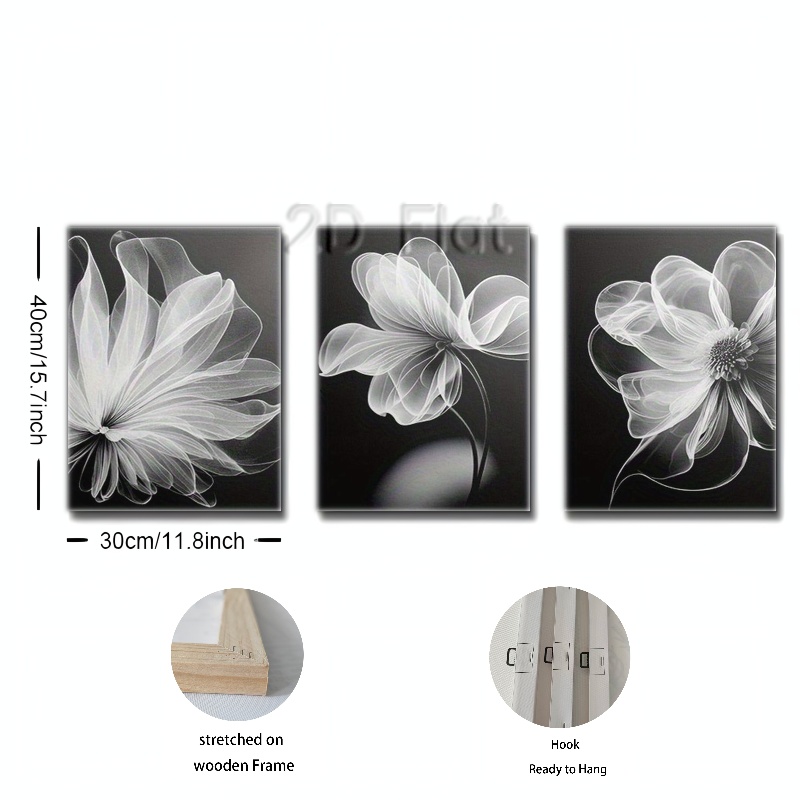 2D Flat
40cm/15.7inch
30cm/11.8inch
stretched on
wooden Frame
Hook
Ready to Hang